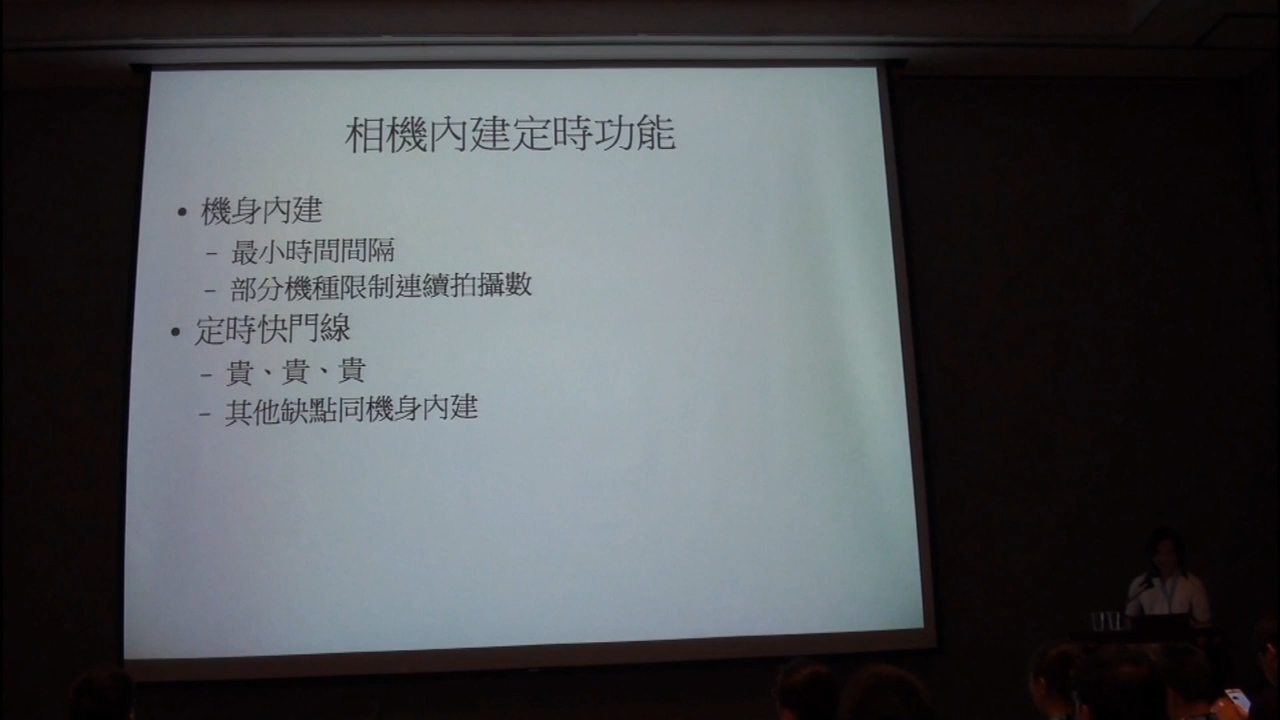 相機內建定時功能
• 機身內建
– 最小時間間隔
– 部分機種限制連續拍攝數
• 定時快門線
– 貴、貴、貴
– 其他缺點同機身內建